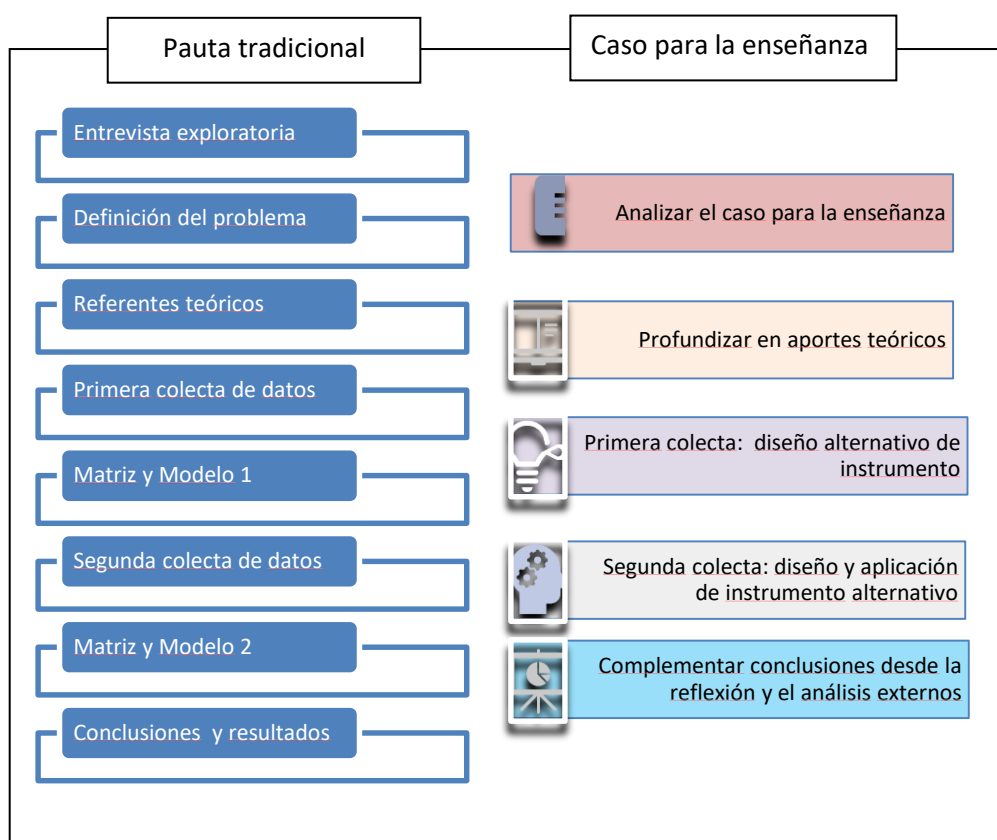 Pauta tradicional
Caso para la enseñanza
Entrevista exploratoria
Definición del problema
Referentes teóricos
Primera colecta de datos
Matriz y Modelo 1
Segunda colecta de datos
Matriz y Modelo 2
Conclusiones y resultados
Analizar el caso para la enseñanza
Profundizar en aportes teóricos
Primera colecta: diseño alternativo de
instrumento
Segunda colecta: diseño y aplicación
de instrumento alternativo
Complementar conclusiones desde la
reflexión y el análisis externos